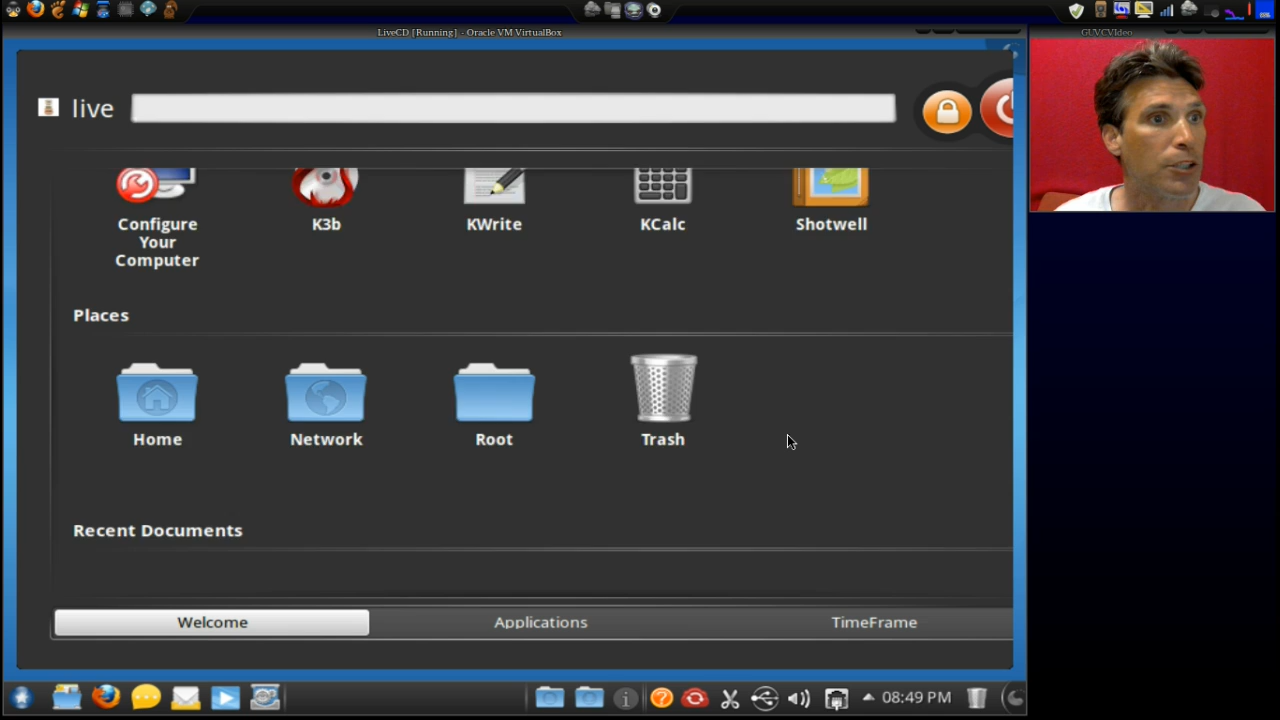 LiveCD [Running] - Oracle VM VirtualBox
GUVCVIdeo
live
Configure
Your
Computer
K3b
KWrite
KCalc
Shotwell
Places
Home
Network
Root
Trash
Recent Documents
Welcome
Applications
TimeFrame
08:49 PM